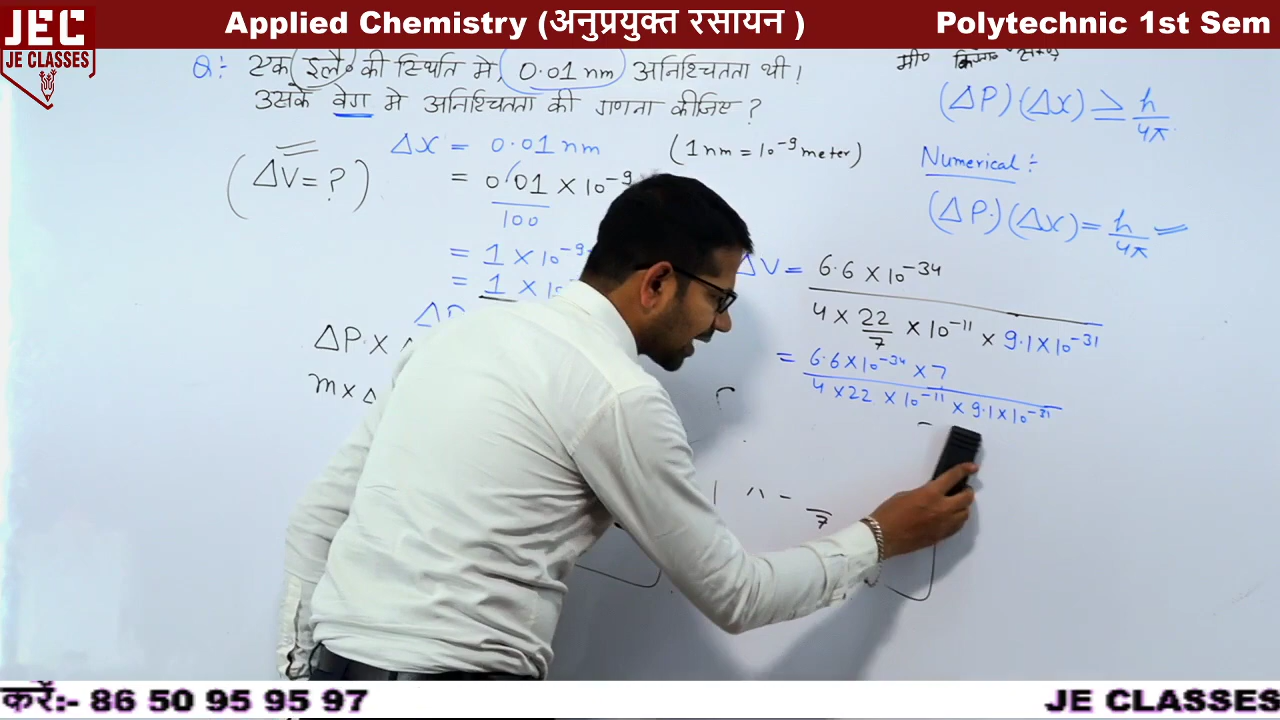 JEC
JE CLASSES
Applied Chemistry (अनुप्रयुक्त रसायन )
Polytechnic 1st Sem
Q:- एक इलै० की स्थिति मे, 0.01 nm अनिश्चितता थी !
उसके वेग मे अनिश्चितता की गणना कीजिए ?
(ΔV = ?)
Δx = 0.01 nm
(1 nm = 10⁻⁹ meter)
= 0.01 × 10⁻⁹
100
= 1 × 10⁻⁹
= 1 ×
ΔP ×
m × Δ
(ΔP)(Δx) ≥ h/4π
Numerical :-
(ΔP.)(Δx) = h/4π
ΔV = 6.6 × 10⁻³⁴
4 × 22/7 × 10⁻¹¹ × 9.1 × 10⁻³¹
= 6.6 × 10⁻³⁴ × 7
4 × 22 × 10⁻¹¹ × 9.1 × 10⁻³¹
7
करें:- 86 50 95 95 97
JE CLASSES